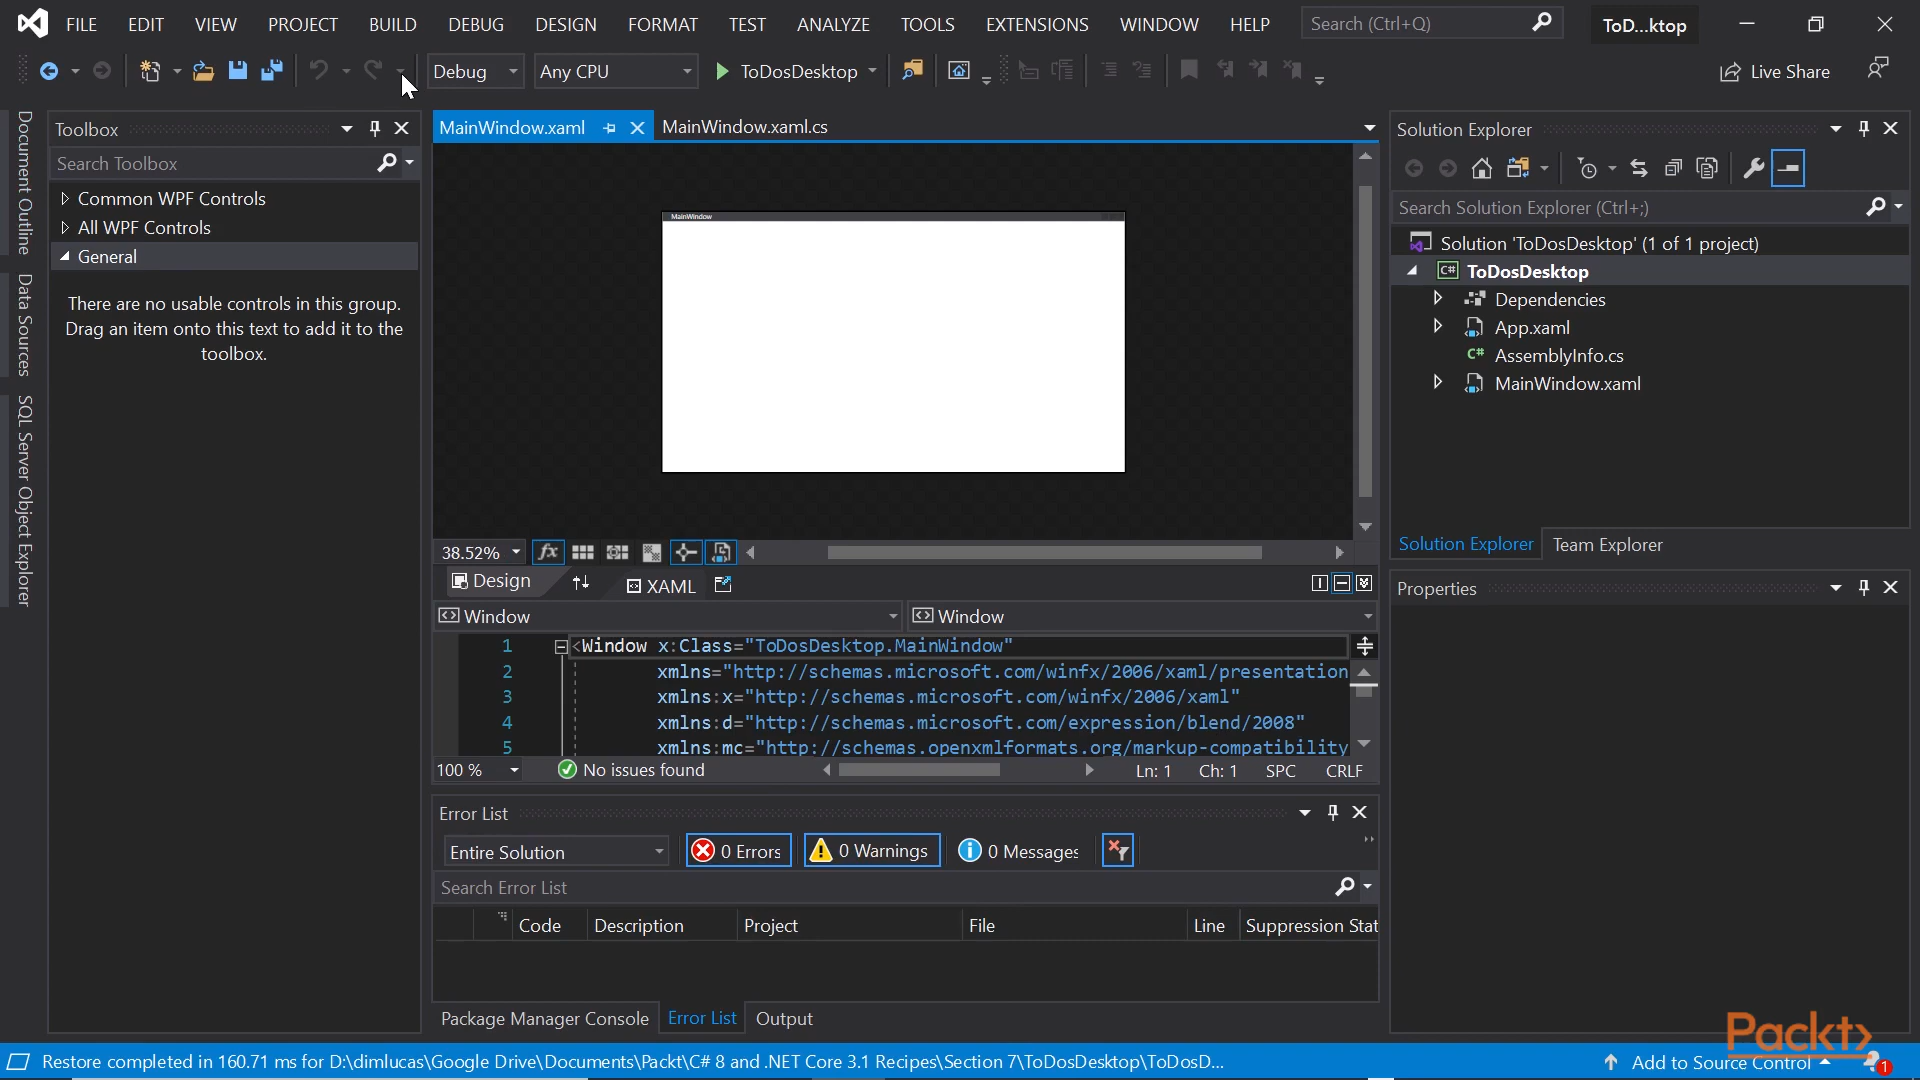 FILE EDIT VIEW PROJECT BUILD DEBUG DESIGN FORMAT TEST ANALYZE TOOLS EXTENSIONS WINDOW HELP Search (Ctrl+Q) ToD...ktop
Debug Any CPU ToDosDesktop Live Share
Document Outline
Data Sources
SQL Server Object Explorer
Toolbox
Search Toolbox
Common WPF Controls
All WPF Controls
General
There are no usable controls in this group.
Drag an item onto this text to add it to the
toolbox.
MainWindow.xaml MainWindow.xaml.cs
MainWindow
38.52% fx
Design XAML
Window Window
1 <Window x:Class="ToDosDesktop.MainWindow"
2 xmlns="http://schemas.microsoft.com/winfx/2006/xaml/presentation
3 xmlns:x="http://schemas.microsoft.com/winfx/2006/xaml"
4 xmlns:d="http://schemas.microsoft.com/expression/blend/2008"
5 xmlns:mc="http://schemas.openxmlformats.org/markup-compatibility
100 % No issues found Ln: 1 Ch: 1 SPC CRLF
Error List
Entire Solution 0 Errors 0 Warnings 0 Messages
Search Error List
Code Description Project File Line Suppression Stat
Package Manager Console Error List Output
Solution Explorer
Search Solution Explorer (Ctrl+;)
Solution 'ToDosDesktop' (1 of 1 project)
C# ToDosDesktop
Dependencies
App.xaml
C# AssemblyInfo.cs
MainWindow.xaml
Solution Explorer Team Explorer
Properties
Packt>
Restore completed in 160.71 ms for D:\dimlucas\Google Drive\Documents\Packt\C# 8 and .NET Core 3.1 Recipes\Section 7\ToDosDesktop\ToDosD... Add to Source Control 1